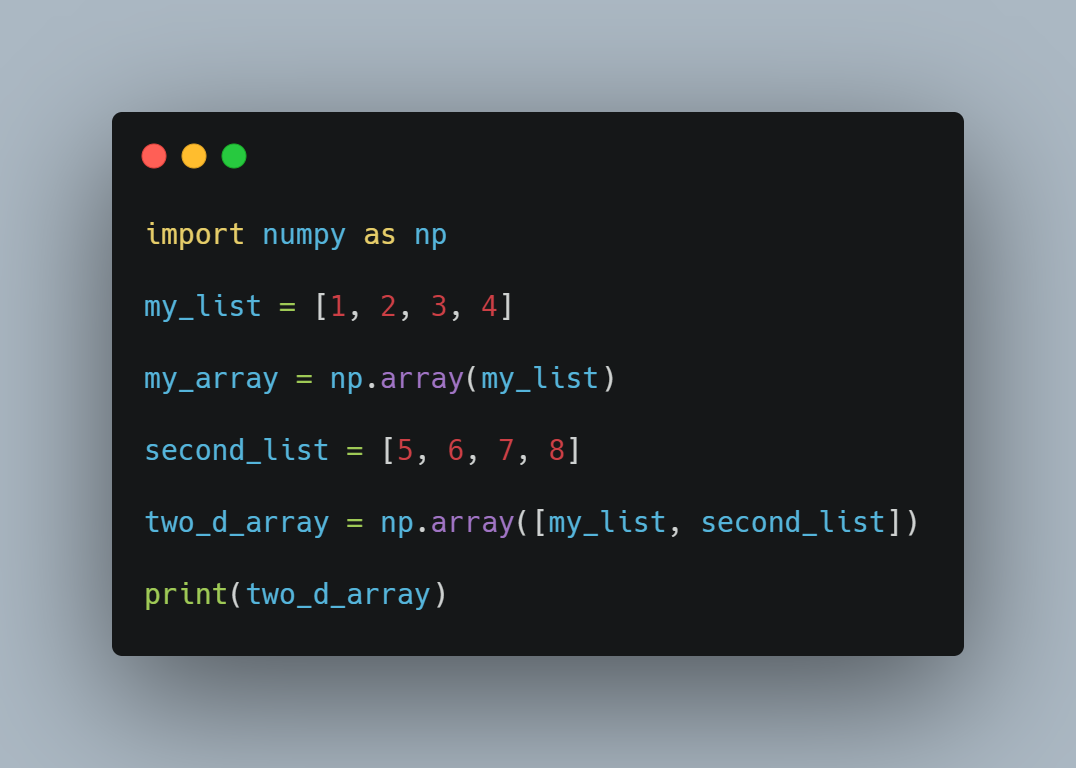 import numpy as np
my_list = [1, 2, 3, 4]
my_array = np.array(my_list)
second_list = [5, 6, 7, 8]
two_d_array = np.array([my_list, second_list])
print(two_d_array)